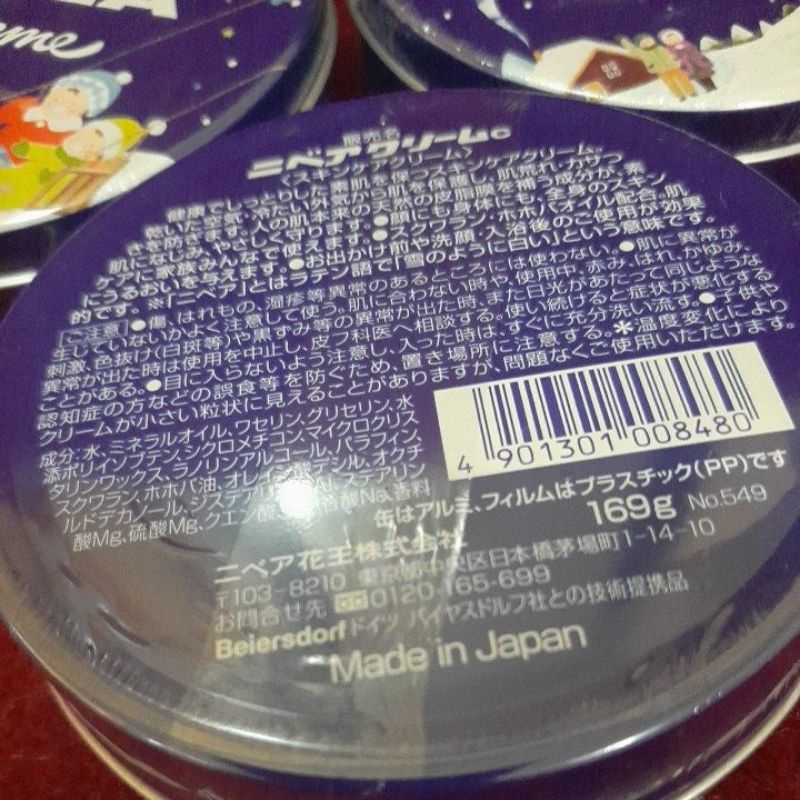 eme
販売名
ニベアクリームc
〈スキンケアクリーム〉
健康でしっとりした素肌を保つスキンケアクリーム。
乾いた空気、冷たい外気から肌を保護し、肌荒れ、カサつ
きを防ぎます。人の肌本来の天然の皮脂膜を補う成分が、素
肌になじみ、やさしく守ります。●顔にも身体にも、全身のスキン
ケアに家族みんなで使えます。●スクワラン・ホホバオイル配合。肌
にうるおいを与えます。●お出かけ前や洗顔、入浴後のご使用が効果
的です。※「ニベア」とはラテン語で「雪のように白い」という意味です。
ご注意 ●傷、はれもの、湿疹等異常のあるところには使わない。●肌に異常が
生じていないかよく注意して使う。肌に合わない時や、使用中、赤み、はれ、かゆみ、
刺激、色抜け(白斑等)や黒ずみ等の異常が出た時、また日光があたって同じような
異常が出た時は使用を中止し、皮フ科医へ相談する。使い続けると症状が悪化する
ことがある。●目に入らないよう注意し、入った時は、すぐに充分洗い流す。●子供や
認知症の方などの誤食等を防ぐため、置き場所に注意する。＊温度変化により
クリームが小さい粒状に見えることがありますが、問題なくご使用いただけます。
成分:水、ミネラルオイル、ワセリン、グリセリン、水
添ポリイソブテン、シクロメチコン、マイクロクリス
タリンワックス、ラノリンアルコール、パラフィン、
スクワラン、ホホバ油、オレイン酸デシル、オクチ
ルドデカノール、ジステアリン酸Al、ステアリン
酸Mg、硫酸Mg、クエン酸、安息香酸Na、香料
4 901301 008480
缶はアルミ、フィルムはプラスチック(PP)です
169g No.549
ニベア花王株式会社
〒103-8210 東京都中央区日本橋茅場町1-14-10
お問合せ先 0120-165-699
Beiersdorf ドイツ バイヤスドルフ社との技術提携品
Made in Japan